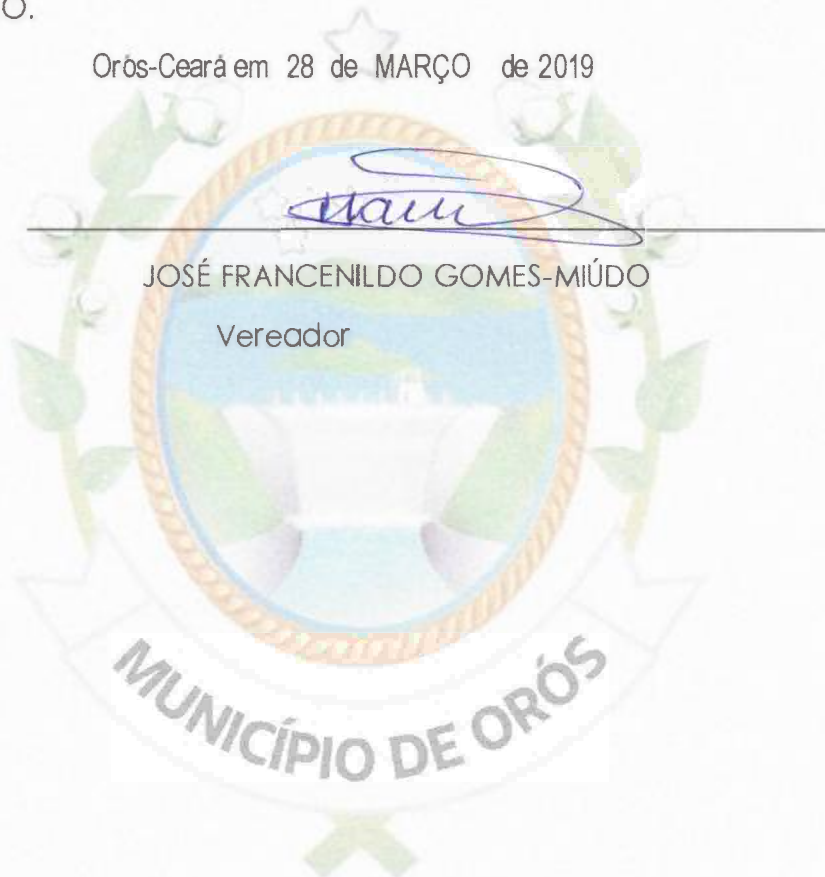 O.
Orós-Ceará em 28 de MARÇO de 2019
JOSÉ FRANCENILDO GOMES-MIÚDO
Vereador
MUNICÍPIO DE ORÓS